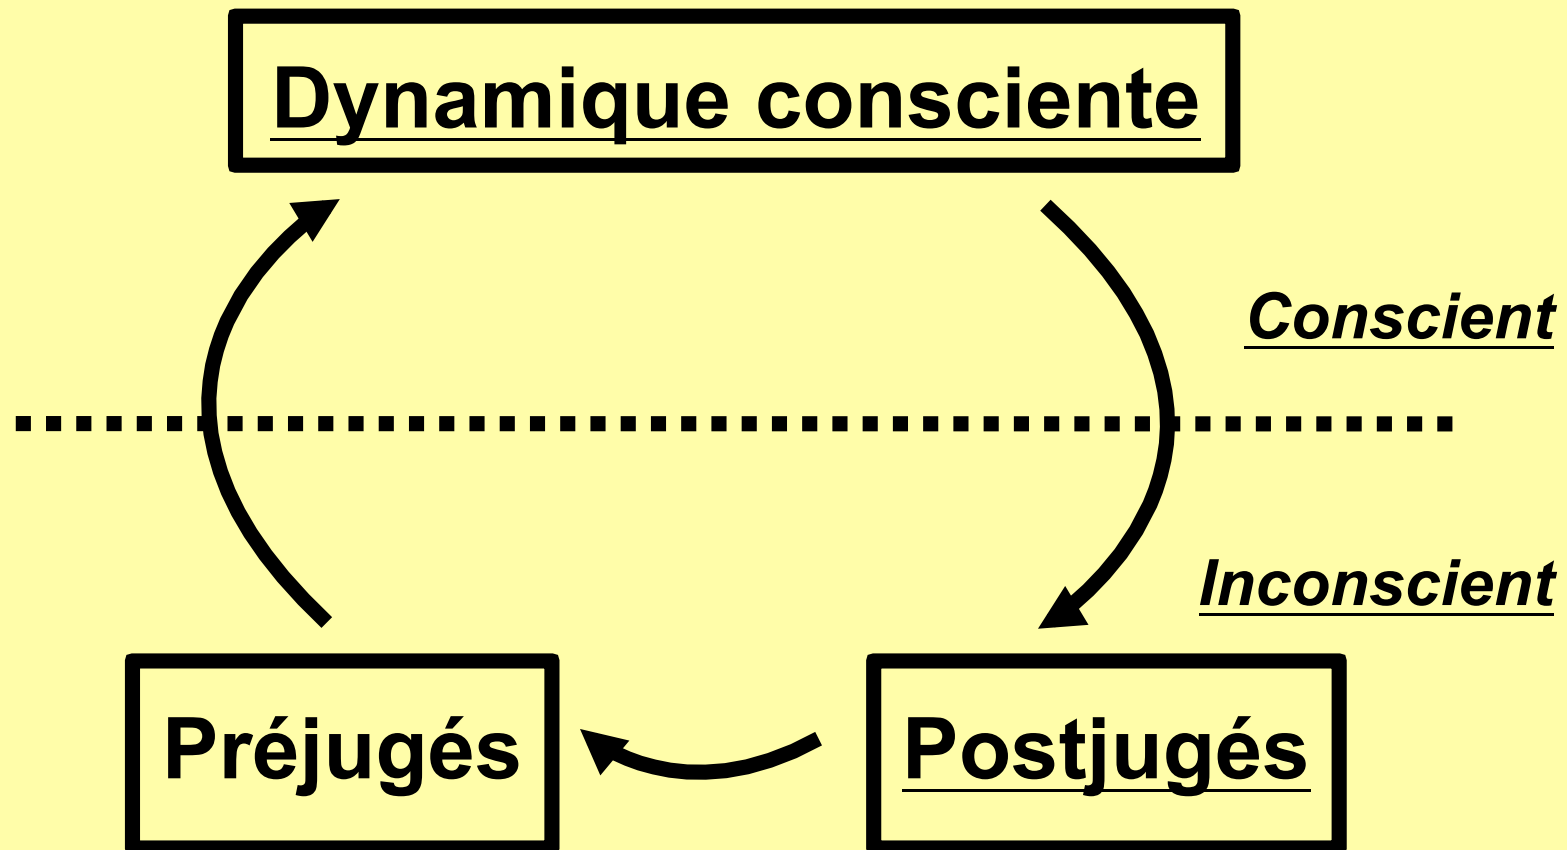 Dynamique consciente
Conscient
Inconscient
Préjugés
Postjugés